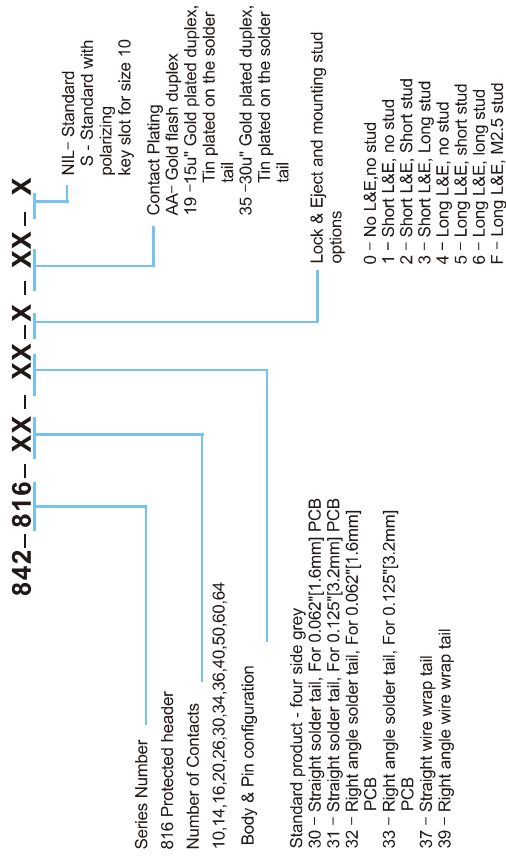 842–816– XX – XX –X – XX – X
Series Number
816 Protected header
Number of Contacts
10,14,16,20,26,30,34,36,40,50,60,64
Body & Pin configuration
Standard product - four side grey
30 – Straight solder tail, For 0.062"[1.6mm] PCB
31 – Straight solder tail, For 0.125"[3.2mm] PCB
32 – Right angle solder tail, For 0.062"[1.6mm]
PCB
33 – Right angle solder tail, For 0.125"[3.2mm]
PCB
37 – Straight wire wrap tail
39 – Right angle wire wrap tail
NIL– Standard
S - Standard with
polarizing
key slot for size 10
Contact Plating
AA– Gold flash duplex
19 –15u" Gold plated duplex,
Tin plated on the solder
tail
35 –30u" Gold plated duplex,
Tin plated on the solder
tail
Lock & Eject and mounting stud
options
0 – No L&E,no stud
1 – Short L&E, no stud
2 – Short L&E, Short stud
3 – Short L&E, Long stud
4 – Long L&E, no stud
5 – Long L&E, short stud
6 – Long L&E, long stud
F – Long L&E, M2.5 stud